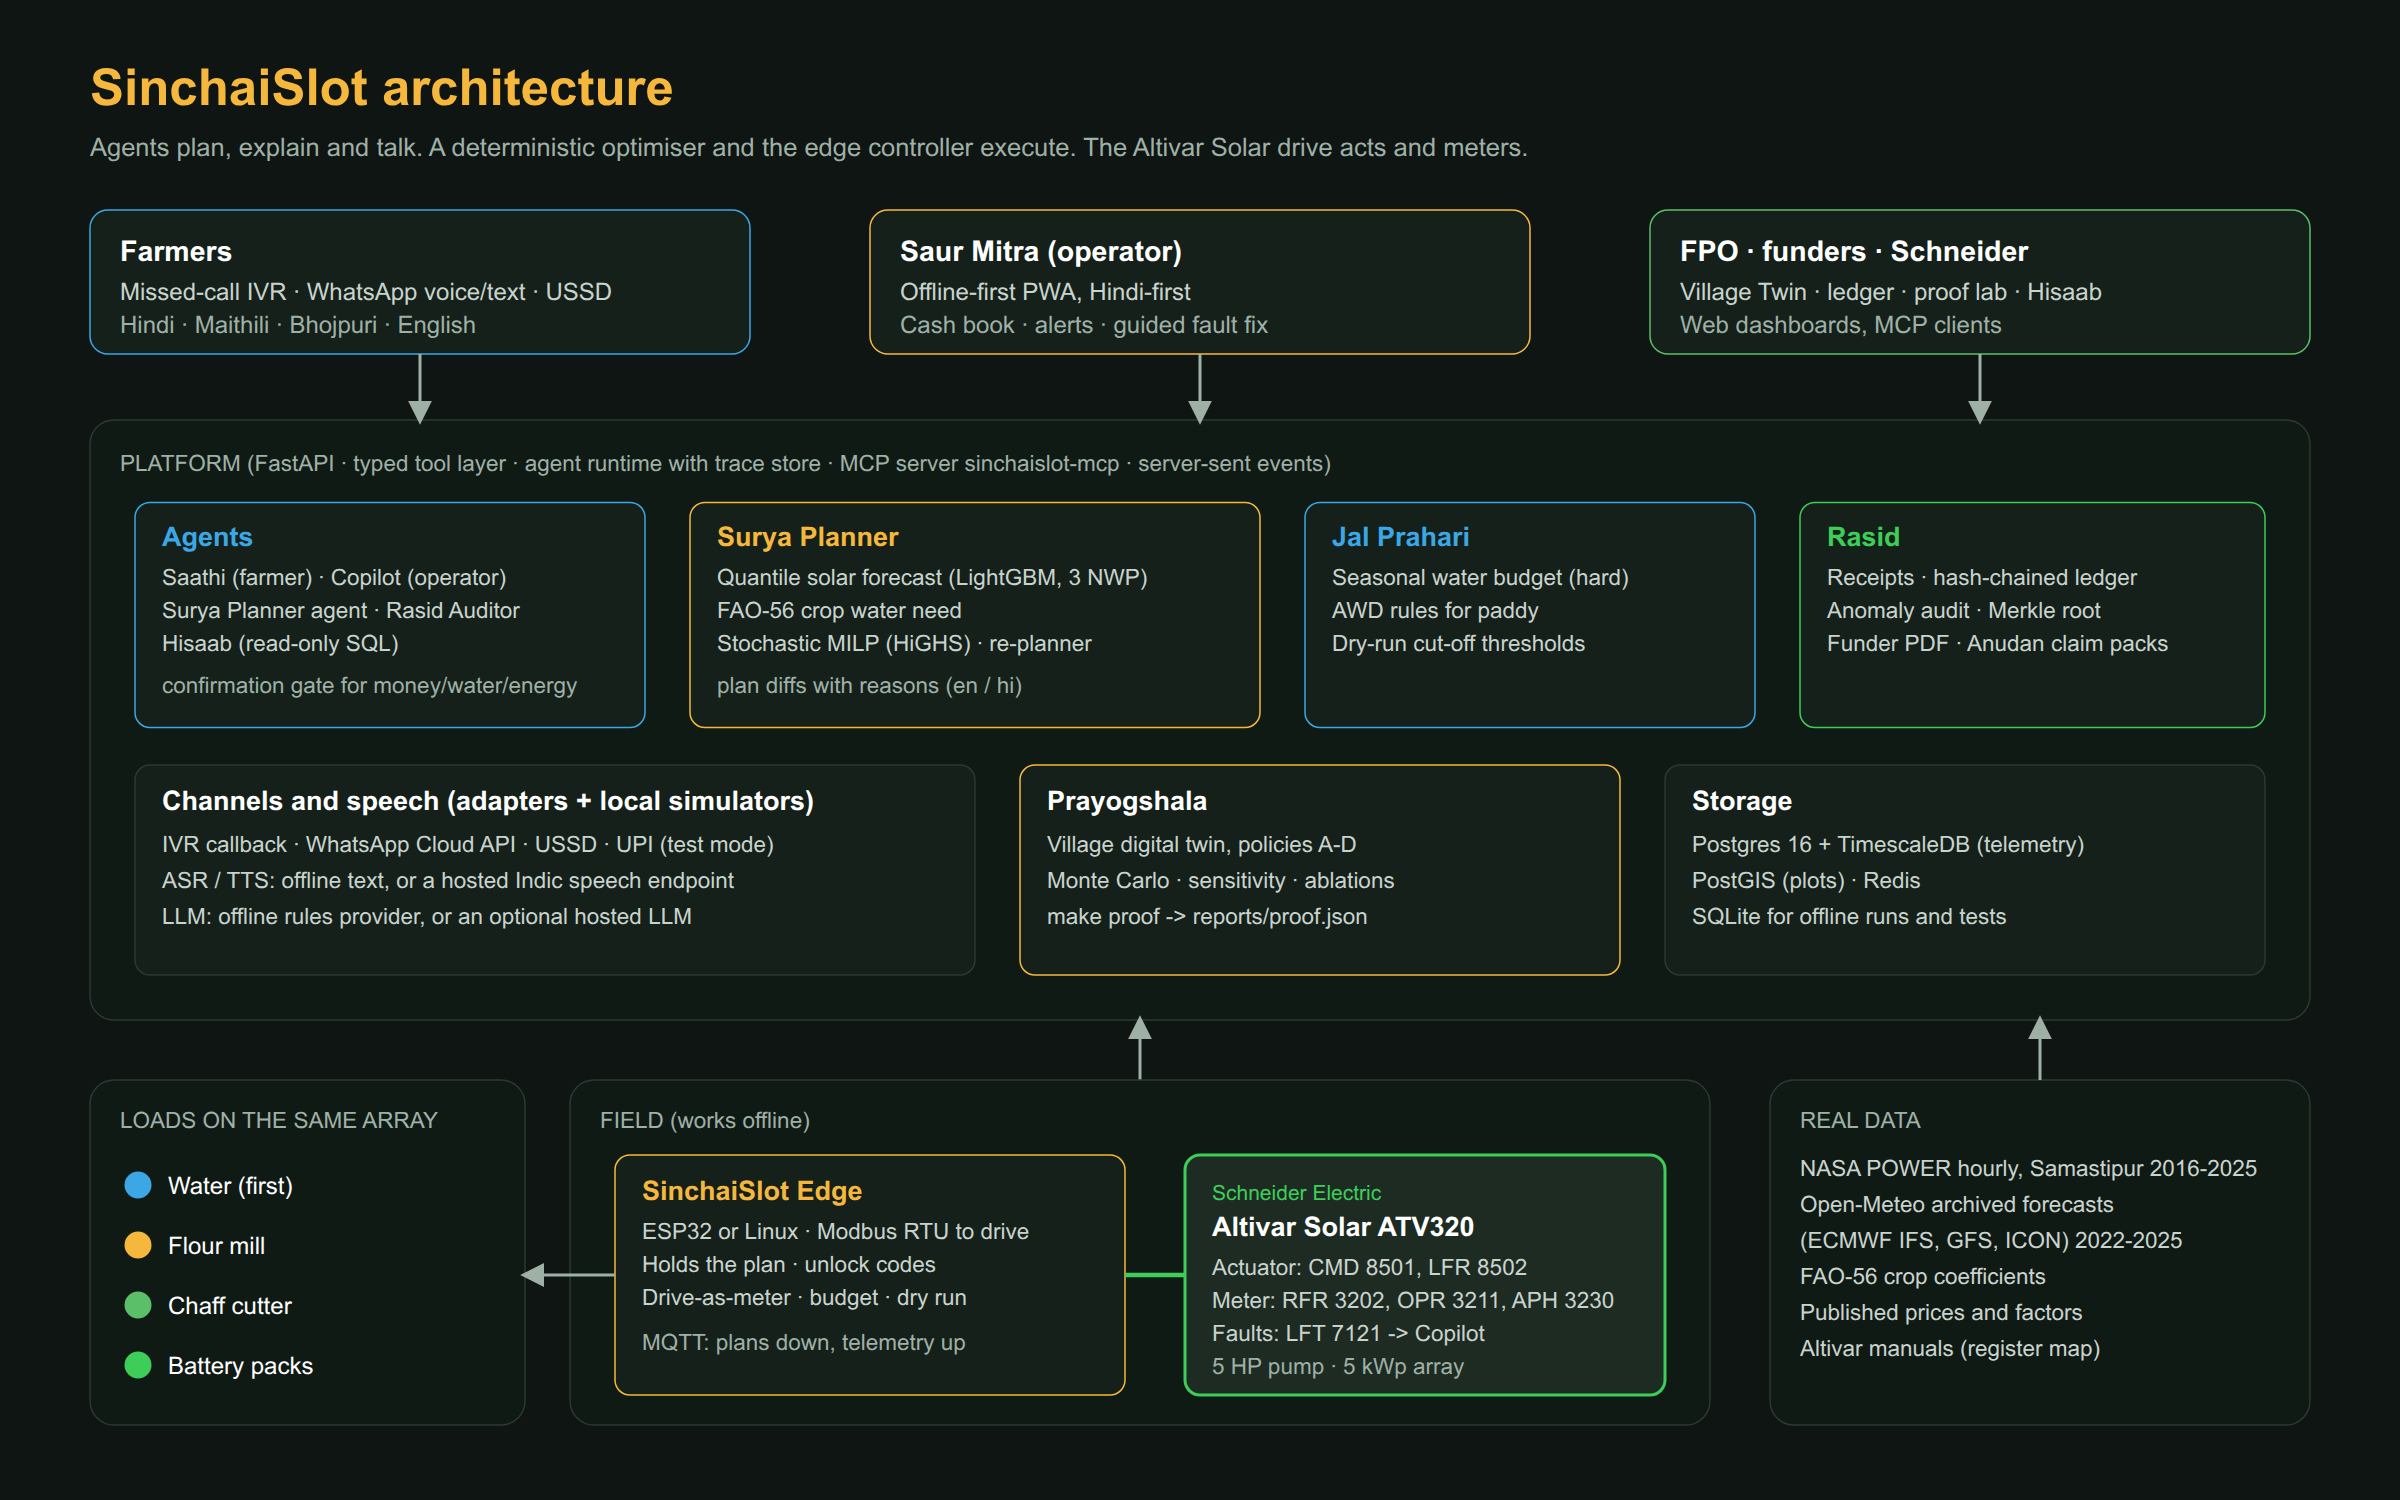 SinchaiSlot architecture
Agents plan, explain and talk. A deterministic optimiser and the edge controller execute. The Altivar Solar drive acts and meters.
Farmers
Missed-call IVR · WhatsApp voice/text · USSD
Hindi · Maithili · Bhojpuri · English
Saur Mitra (operator)
Offline-first PWA, Hindi-first
Cash book · alerts · guided fault fix
FPO · funders · Schneider
Village Twin · ledger · proof lab · Hisaab
Web dashboards, MCP clients
PLATFORM (FastAPI · typed tool layer · agent runtime with trace store · MCP server sinchaislot-mcp · server-sent events)
Agents
Saathi (farmer) · Copilot (operator)
Surya Planner agent · Rasid Auditor
Hisaab (read-only SQL)
confirmation gate for money/water/energy
Surya Planner
Quantile solar forecast (LightGBM, 3 NWP)
FAO-56 crop water need
Stochastic MILP (HiGHS) · re-planner
plan diffs with reasons (en / hi)
Jal Prahari
Seasonal water budget (hard)
AWD rules for paddy
Dry-run cut-off thresholds
Rasid
Receipts · hash-chained ledger
Anomaly audit · Merkle root
Funder PDF · Anudan claim packs
Channels and speech (adapters + local simulators)
IVR callback · WhatsApp Cloud API · USSD · UPI (test mode)
ASR / TTS: offline text, or a hosted Indic speech endpoint
LLM: offline rules provider, or an optional hosted LLM
Prayogshala
Village digital twin, policies A-D
Monte Carlo · sensitivity · ablations
make proof -> reports/proof.json
Storage
Postgres 16 + TimescaleDB (telemetry)
PostGIS (plots) · Redis
SQLite for offline runs and tests
LOADS ON THE SAME ARRAY
Water (first)
Flour mill
Chaff cutter
Battery packs
FIELD (works offline)
SinchaiSlot Edge
ESP32 or Linux · Modbus RTU to drive
Holds the plan · unlock codes
Drive-as-meter · budget · dry run
MQTT: plans down, telemetry up
Schneider Electric
Altivar Solar ATV320
Actuator: CMD 8501, LFR 8502
Meter: RFR 3202, OPR 3211, APH 3230
Faults: LFT 7121 -> Copilot
5 HP pump · 5 kWp array
REAL DATA
NASA POWER hourly, Samastipur 2016-2025
Open-Meteo archived forecasts
(ECMWF IFS, GFS, ICON) 2022-2025
FAO-56 crop coefficients
Published prices and factors
Altivar manuals (register map)